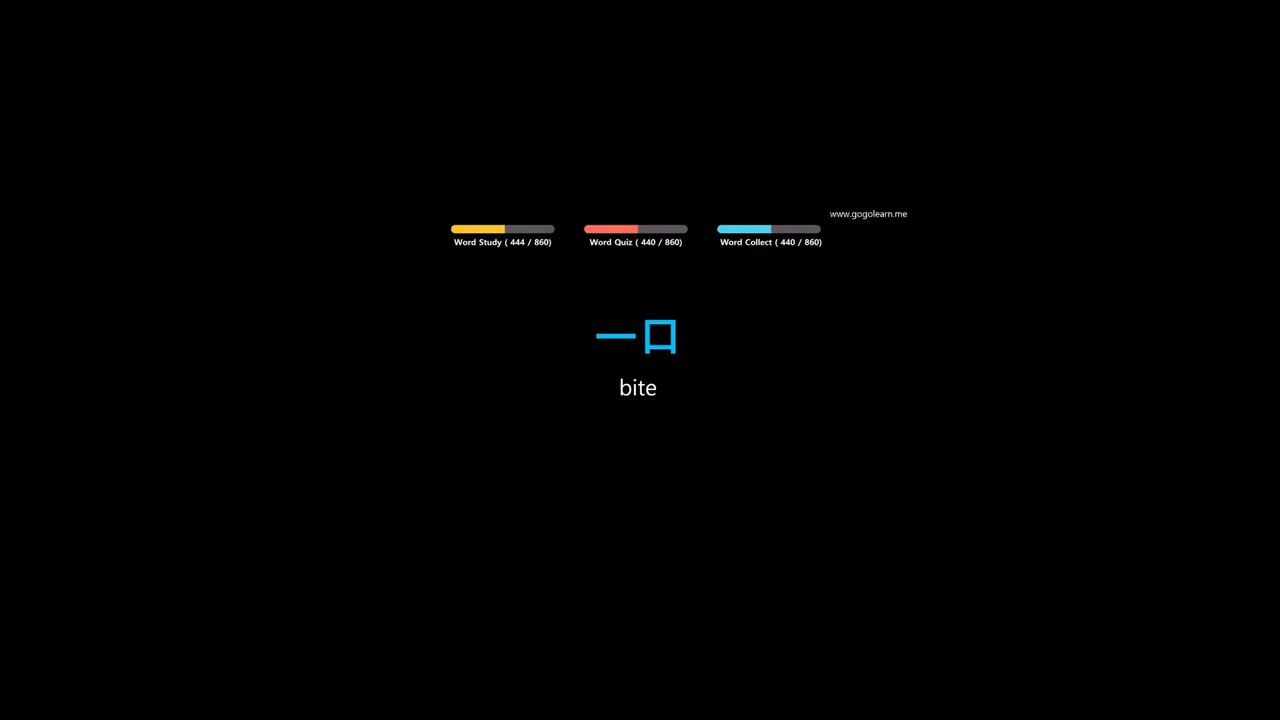 www.gogolearn.me
Word Study ( 444 / 860)
Word Quiz ( 440 / 860)
Word Collect ( 440 / 860)
一口
bite